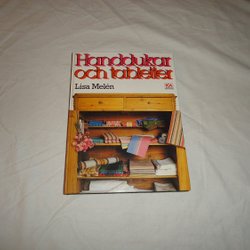 Handdukar
och tabletter
Lisa Melén